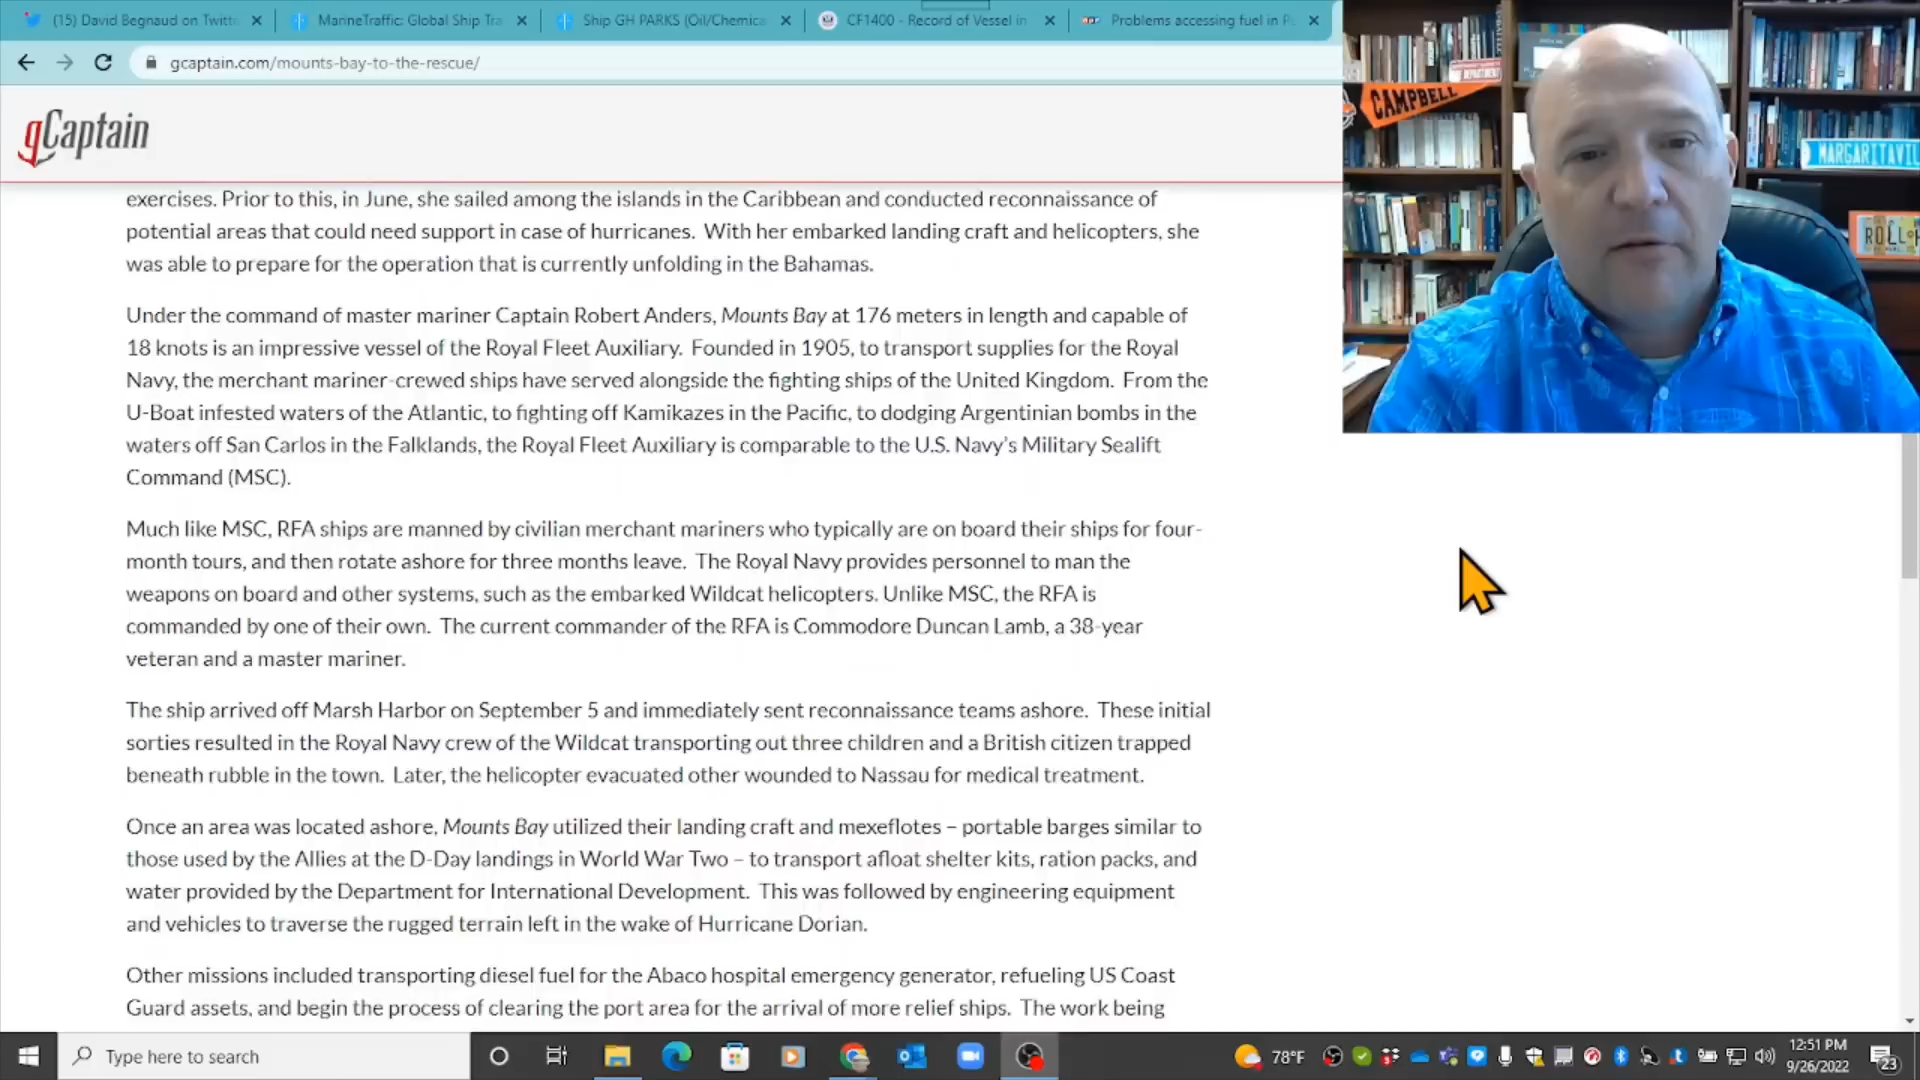 (15) David Begnaud on Twitt
MarineTraffic: Global Ship Tra
Ship GH PARKS (Oil/Chemica
CF1400 - Record of Vessel in
Problems accessing fuel in P
gcaptain.com/mounts-bay-to-the-rescue/
gCaptain
CAMPBELL
DEPARTMENT
MARGARITAVIL
ROLL
exercises. Prior to this, in June, she sailed among the islands in the Caribbean and conducted reconnaissance of
potential areas that could need support in case of hurricanes. With her embarked landing craft and helicopters, she
was able to prepare for the operation that is currently unfolding in the Bahamas.
Under the command of master mariner Captain Robert Anders, Mounts Bay at 176 meters in length and capable of
18 knots is an impressive vessel of the Royal Fleet Auxiliary. Founded in 1905, to transport supplies for the Royal
Navy, the merchant mariner-crewed ships have served alongside the fighting ships of the United Kingdom. From the
U-Boat infested waters of the Atlantic, to fighting off Kamikazes in the Pacific, to dodging Argentinian bombs in the
waters off San Carlos in the Falklands, the Royal Fleet Auxiliary is comparable to the U.S. Navy's Military Sealift
Command (MSC).
Much like MSC, RFA ships are manned by civilian merchant mariners who typically are on board their ships for four-
month tours, and then rotate ashore for three months leave. The Royal Navy provides personnel to man the
weapons on board and other systems, such as the embarked Wildcat helicopters. Unlike MSC, the RFA is
commanded by one of their own. The current commander of the RFA is Commodore Duncan Lamb, a 38-year
veteran and a master mariner.
The ship arrived off Marsh Harbor on September 5 and immediately sent reconnaissance teams ashore. These initial
sorties resulted in the Royal Navy crew of the Wildcat transporting out three children and a British citizen trapped
beneath rubble in the town. Later, the helicopter evacuated other wounded to Nassau for medical treatment.
Once an area was located ashore, Mounts Bay utilized their landing craft and mexeflotes – portable barges similar to
those used by the Allies at the D-Day landings in World War Two – to transport afloat shelter kits, ration packs, and
water provided by the Department for International Development. This was followed by engineering equipment
and vehicles to traverse the rugged terrain left in the wake of Hurricane Dorian.
Other missions included transporting diesel fuel for the Abaco hospital emergency generator, refueling US Coast
Guard assets, and begin the process of clearing the port area for the arrival of more relief ships. The work being
Type here to search
78°F
12:51 PM
9/26/2022
23